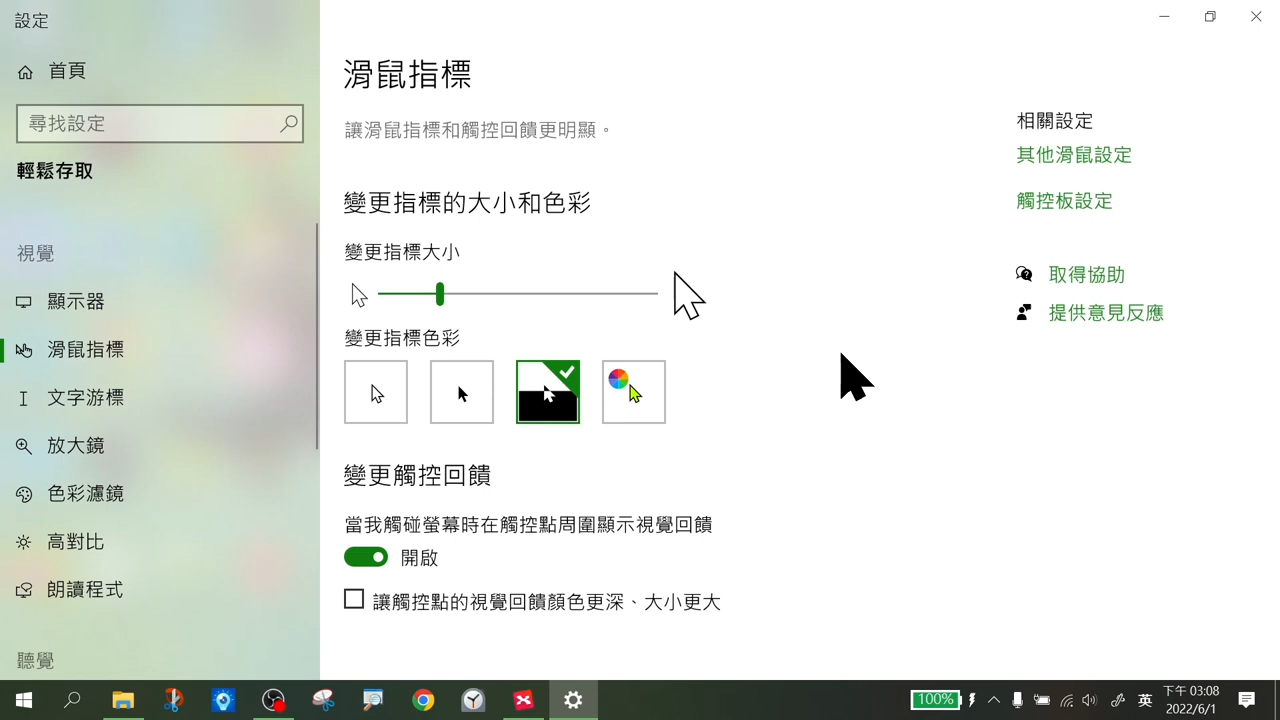 設定
首頁
尋找設定
輕鬆存取
視覺
顯示器
滑鼠指標
文字游標
放大鏡
色彩濾鏡
高對比
朗讀程式
聽覺
滑鼠指標
讓滑鼠指標和觸控回饋更明顯。
變更指標的大小和色彩
變更指標大小
變更指標色彩
變更觸控回饋
當我觸碰螢幕時在觸控點周圍顯示視覺回饋
開啟
讓觸控點的視覺回饋顏色更深、大小更大
相關設定
其他滑鼠設定
觸控板設定
取得協助
提供意見反應
100%
英
下午 03:08
2022/6/1